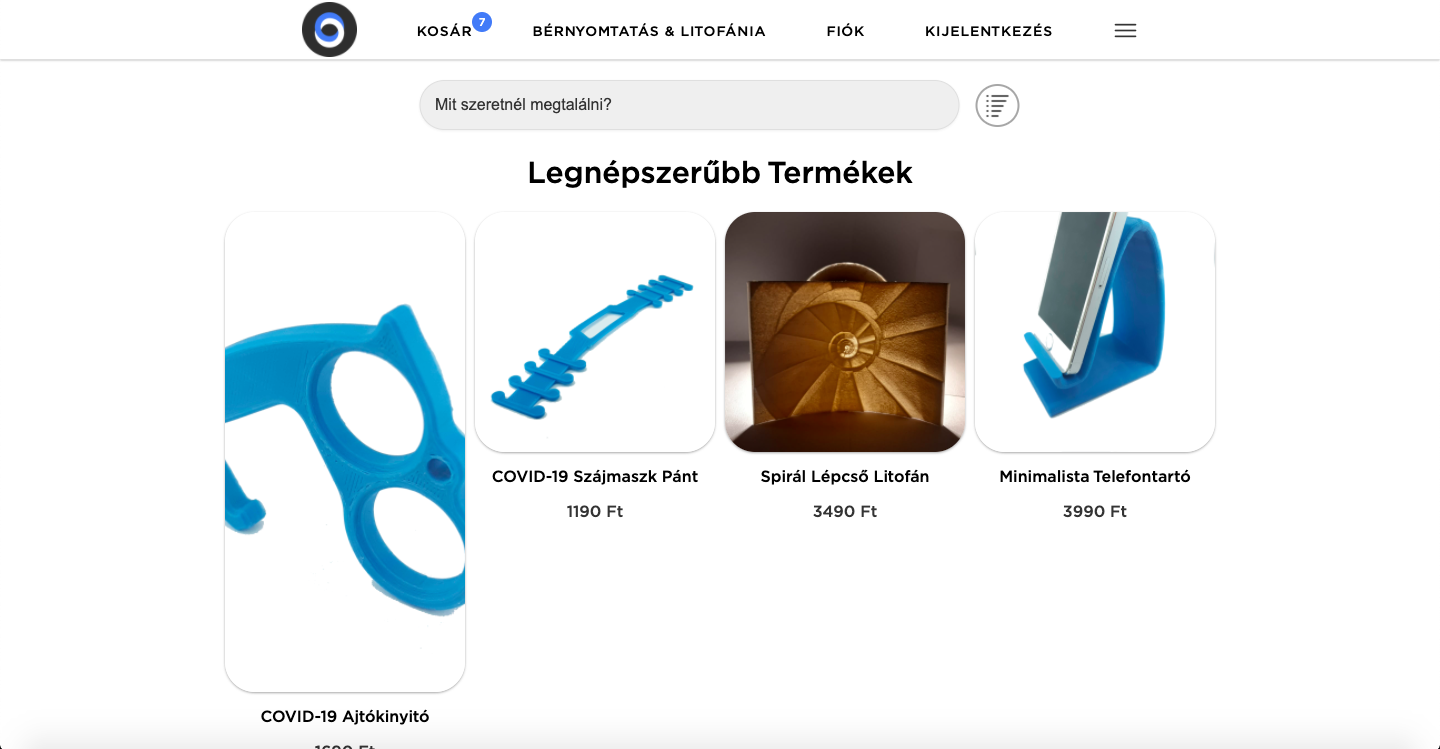 KOSÁR 7 BÉRNYOMTATÁS & LITOFÁNIA FIÓK KIJELENTKEZÉS
Mit szeretnél megtalálni?
Legnépszerűbb Termékek
COVID-19 Szájmaszk Pánt
1190 Ft
Spirál Lépcső Litofán
3490 Ft
Minimalista Telefontartó
3990 Ft
COVID-19 Ajtókinyitó
Ft